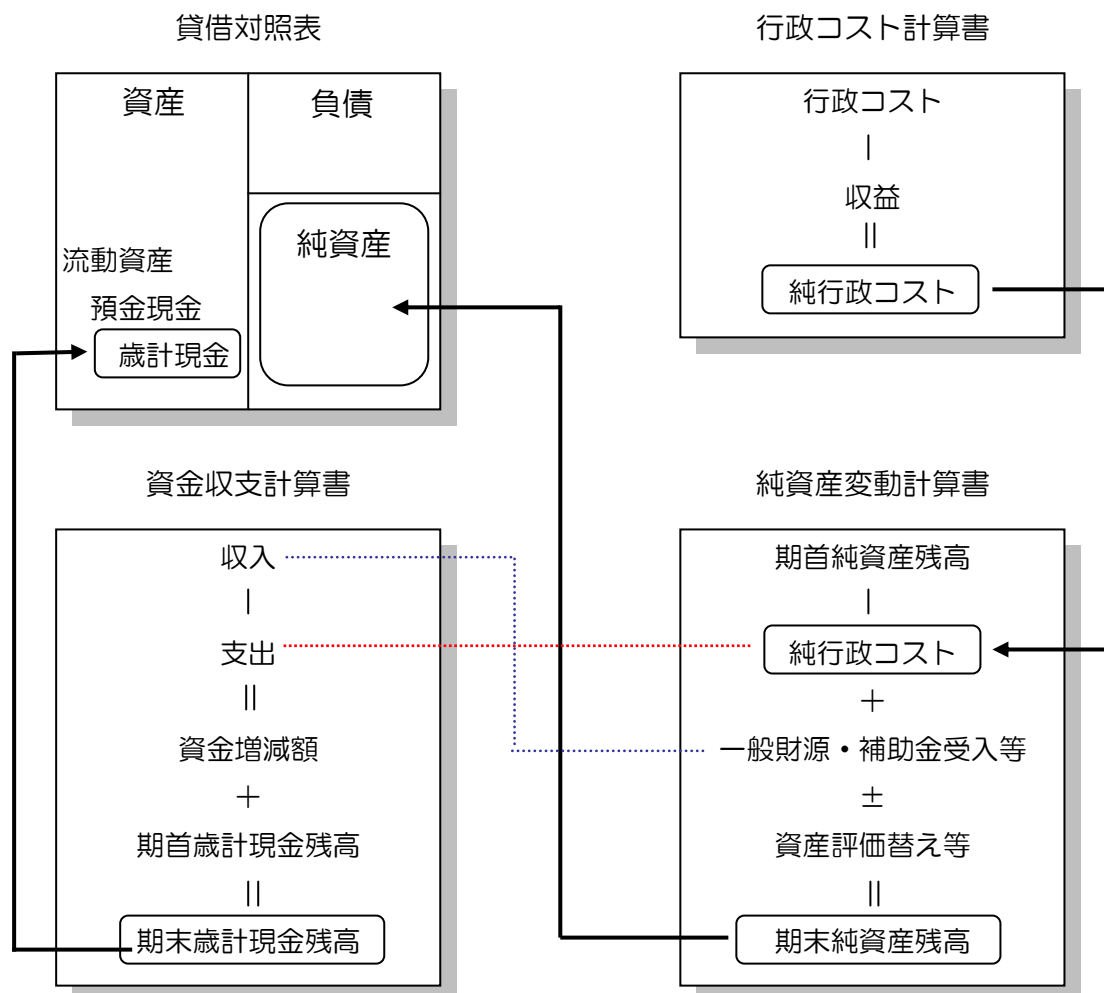 貸借対照表
資産
負債
純資産
流動資産
預金現金
歳計現金
行政コスト計算書
行政コスト
－
収益
＝
純行政コスト
資金収支計算書
収入
－
支出
＝
資金増減額
＋
期首歳計現金残高
＝
期末歳計現金残高
純資産変動計算書
期首純資産残高
－
純行政コスト
＋
一般財源・補助金受入等
±
資産評価替え等
＝
期末純資産残高